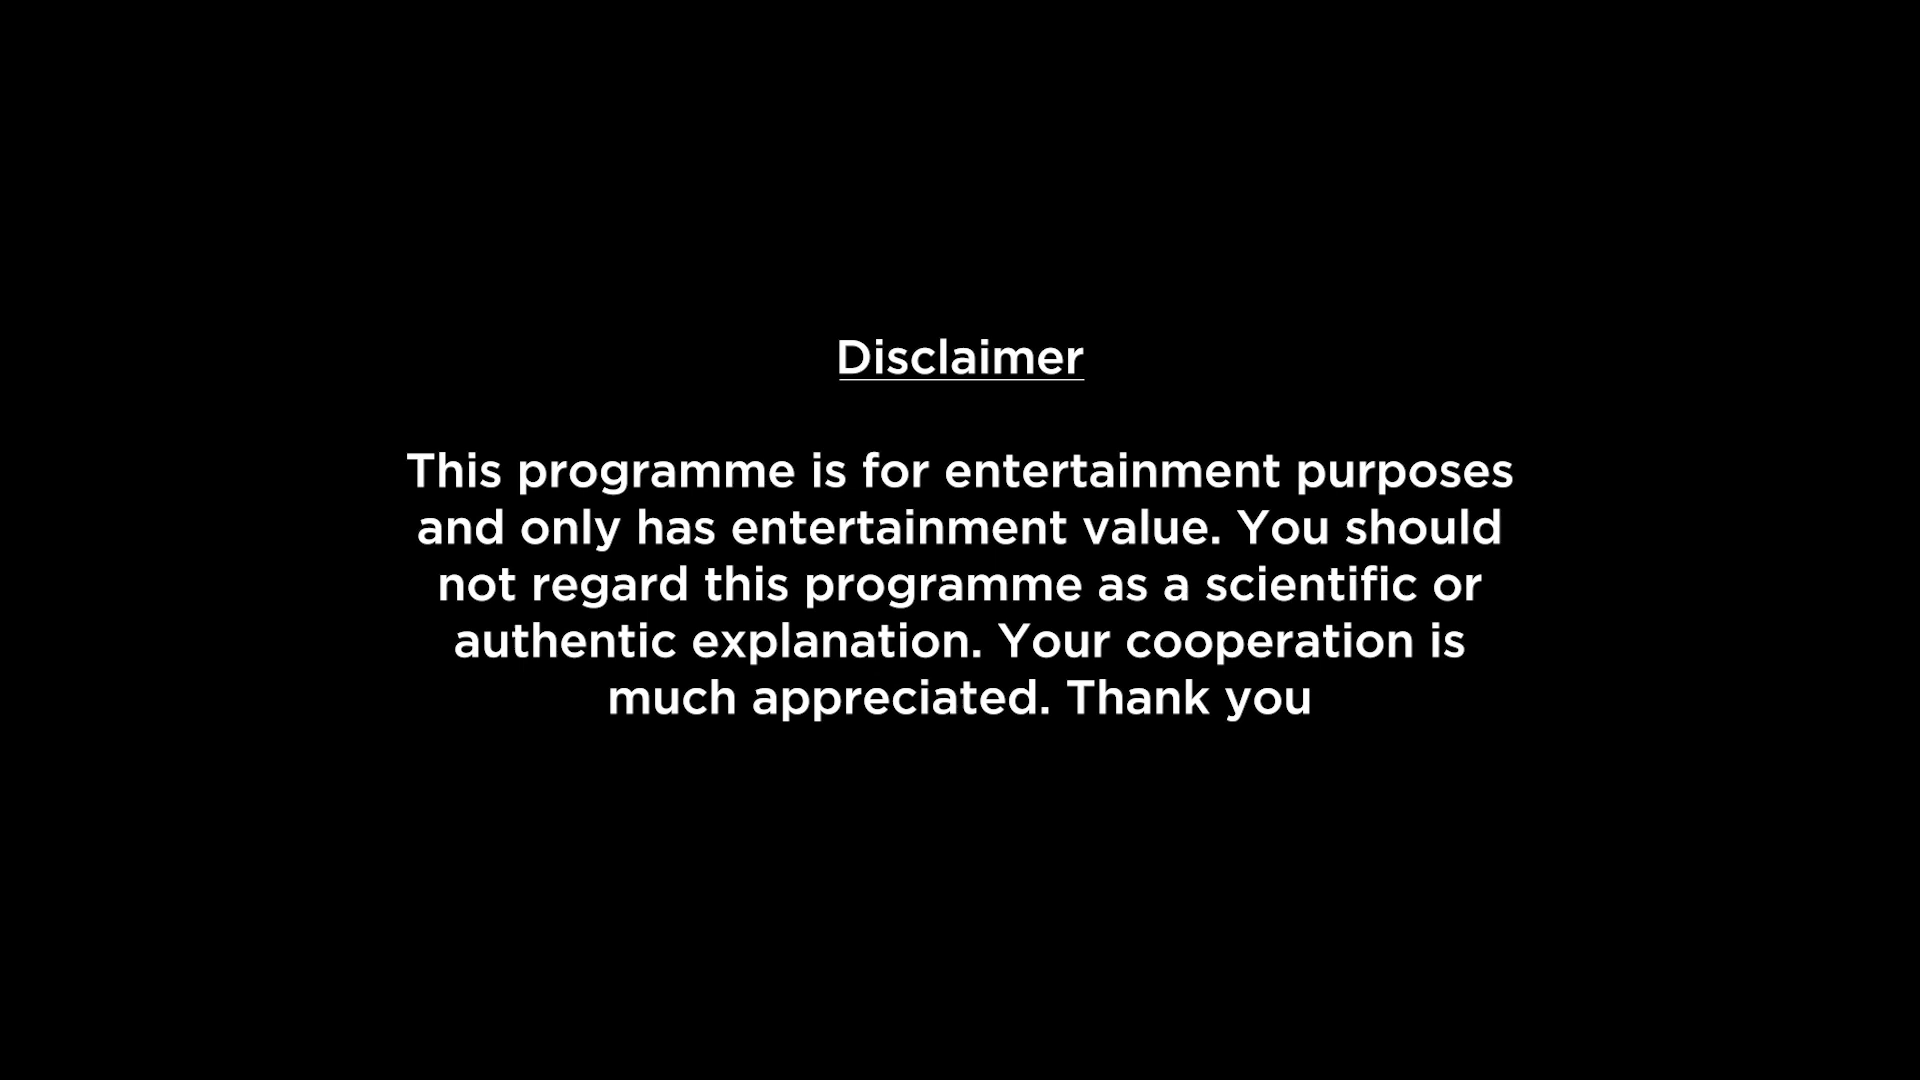 Disclaimer
This programme is for entertainment purposes
and only has entertainment value. You should
not regard this programme as a scientific or
authentic explanation. Your cooperation is
much appreciated. Thank you